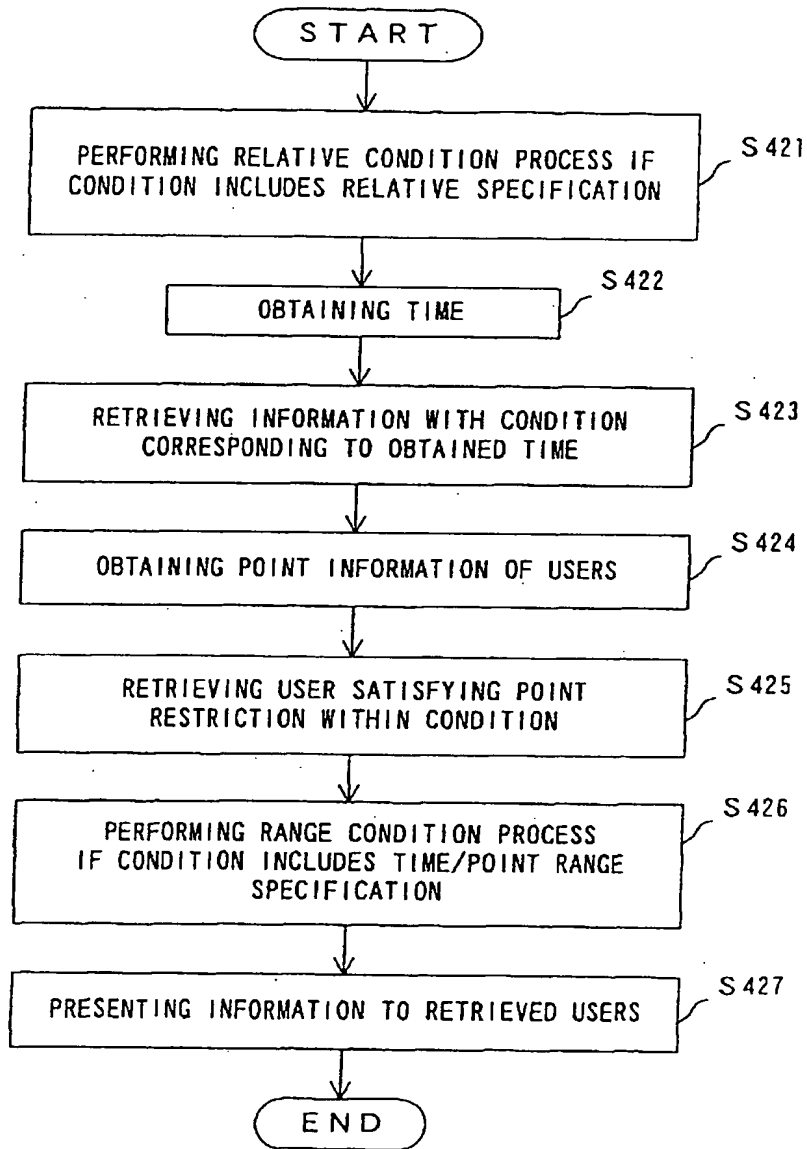 START
PERFORMING RELATIVE CONDITION PROCESS IF
CONDITION INCLUDES RELATIVE SPECIFICATION
S421
OBTAINING TIME
S422
RETRIEVING INFORMATION WITH CONDITION
CORRESPONDING TO OBTAINED TIME
S423
OBTAINING POINT INFORMATION OF USERS
S424
RETRIEVING USER SATISFYING POINT
RESTRICTION WITHIN CONDITION
S425
PERFORMING RANGE CONDITION PROCESS
IF CONDITION INCLUDES TIME/POINT RANGE
SPECIFICATION
S426
PRESENTING INFORMATION TO RETRIEVED USERS
S427
END